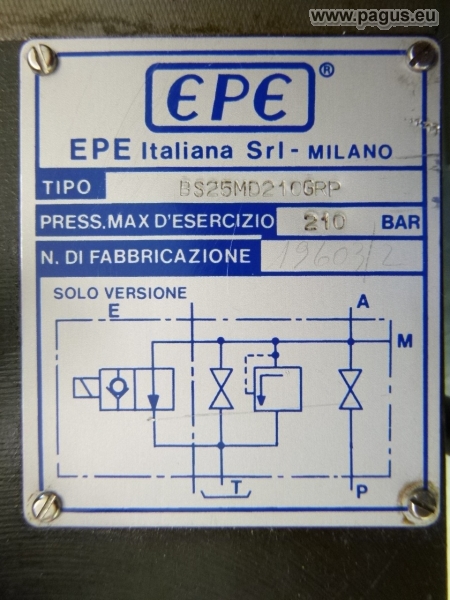 www.pagus.eu
EPE ®
EPE Italiana Srl - MILANO
TIPO BS25MD210GRP
PRESS. MAX D'ESERCIZIO 210 BAR
N. DI FABBRICAZIONE 19603/2
SOLO VERSIONE
E
A
M
T
P